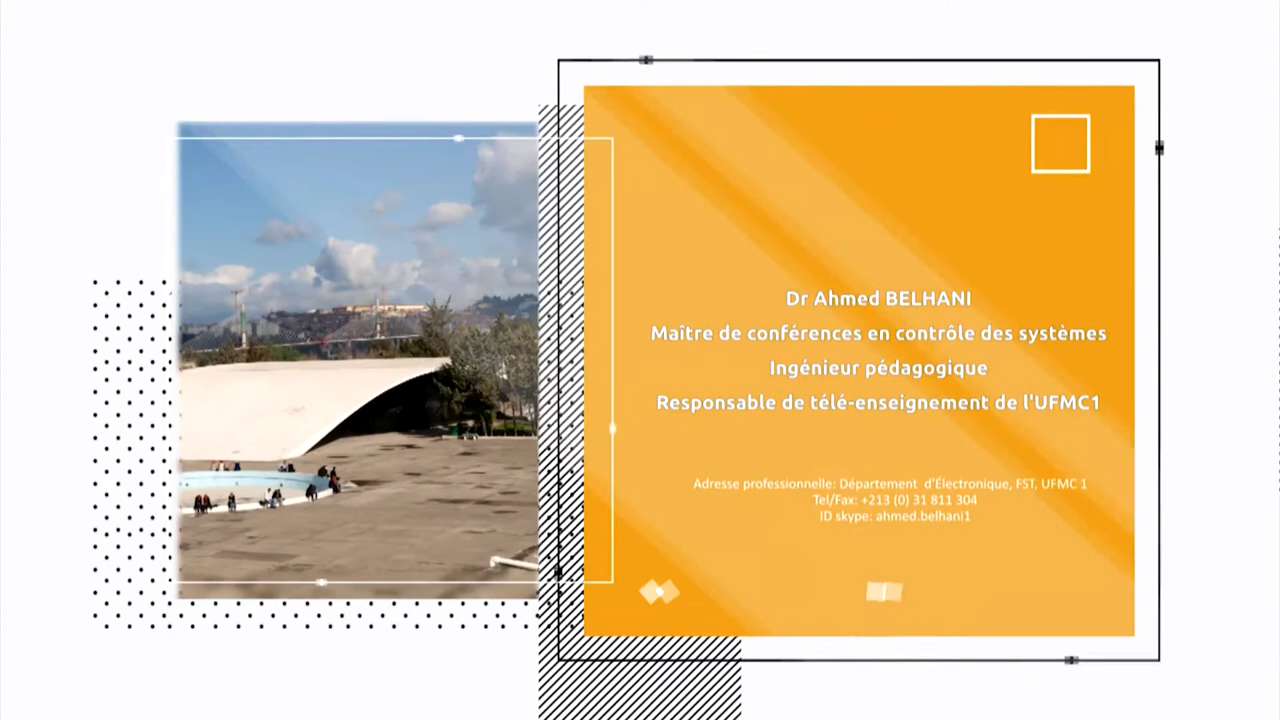 Dr Ahmed BELHANI
Maître de conférences en contrôle des systèmes
Ingénieur pédagogique
Responsable de télé-enseignement de l'UFMC1
Adresse professionnelle: Département d'Électronique, FST, UFMC 1
Tel/Fax: +213 (0) 31 811 304
ID skype: ahmed.belhani1